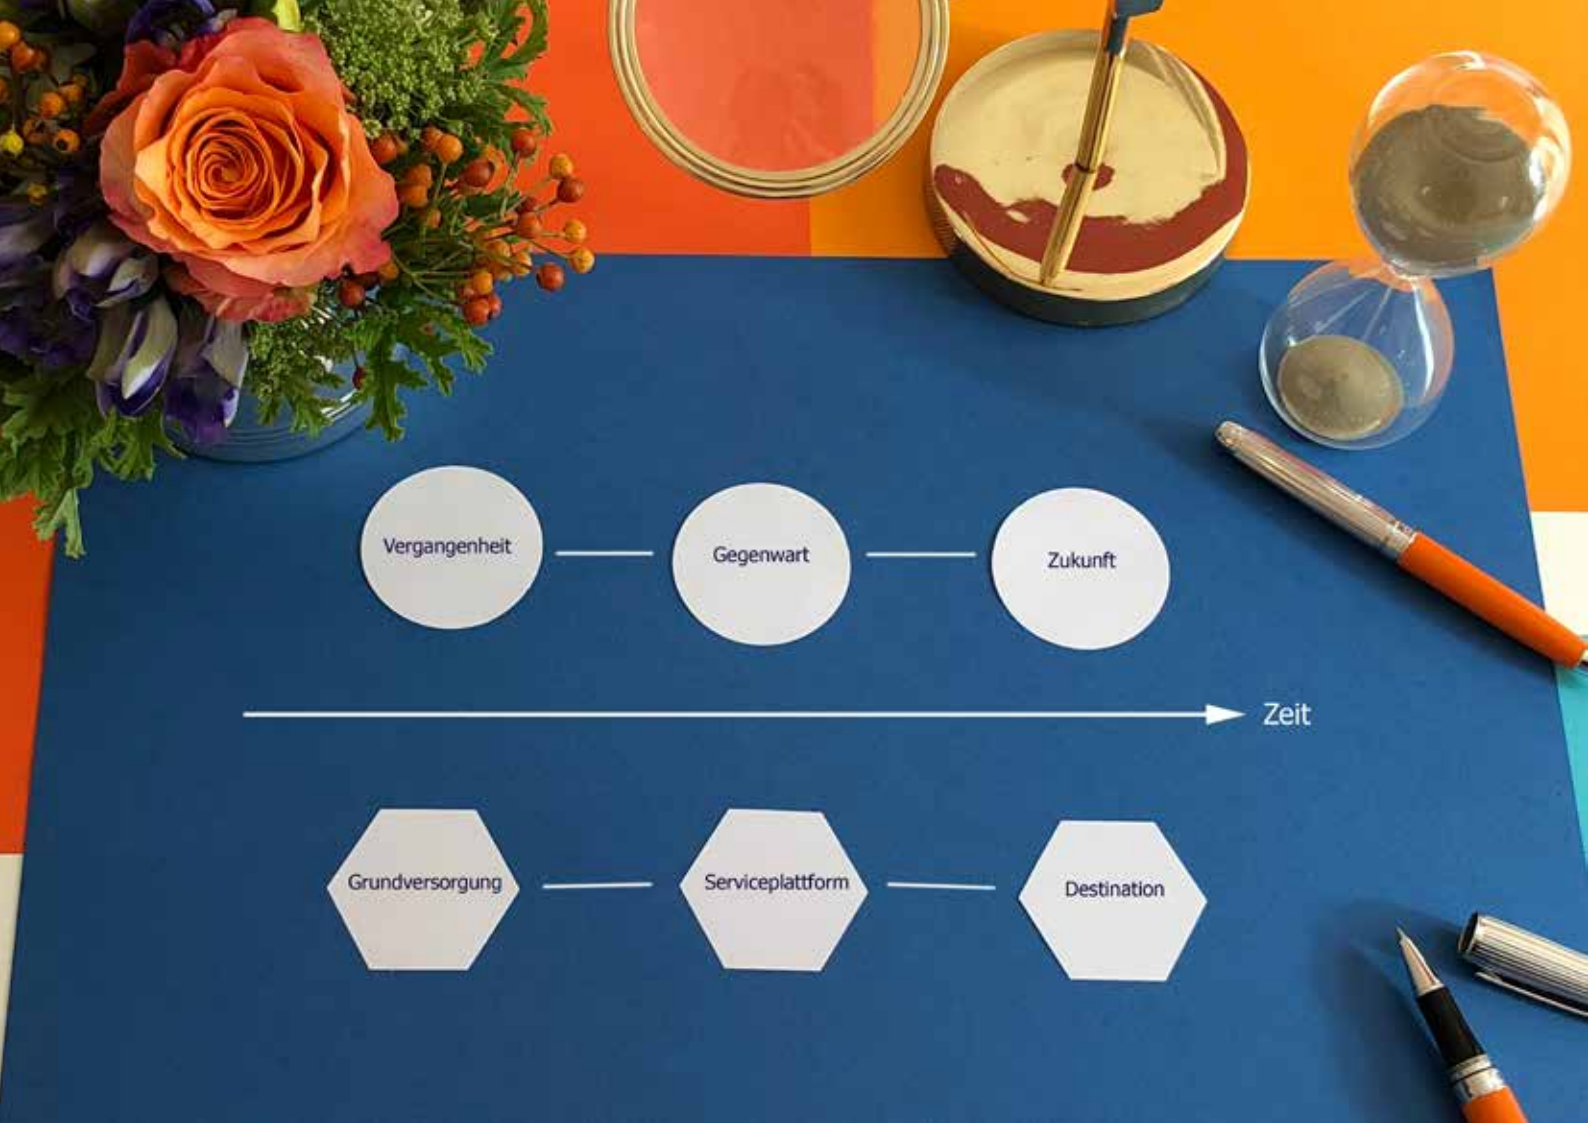 Vergangenheit
Gegenwart
Zukunft
Zeit
Grundversorgung
Serviceplattform
Destination